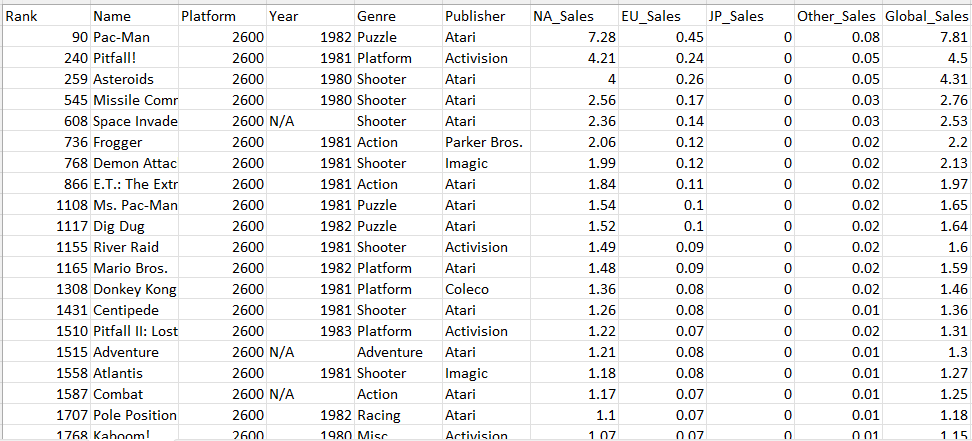 Rank Name Platform Year Genre Publisher NA_Sales EU_Sales JP_Sales Other_Sales Global_Sales
90 Pac-Man 2600 1982 Puzzle Atari 7.28 0.45 0 0.08 7.81
240 Pitfall! 2600 1981 Platform Activision 4.21 0.24 0 0.05 4.5
259 Asteroids 2600 1980 Shooter Atari 4 0.26 0 0.05 4.31
545 Missile Comr 2600 1980 Shooter Atari 2.56 0.17 0 0.03 2.76
608 Space Invade 2600 N/A Shooter Atari 2.36 0.14 0 0.03 2.53
736 Frogger 2600 1981 Action Parker Bros. 2.06 0.12 0 0.02 2.2
768 Demon Attac 2600 1981 Shooter Imagic 1.99 0.12 0 0.02 2.13
866 E.T.: The Extr 2600 1981 Action Atari 1.84 0.11 0 0.02 1.97
1108 Ms. Pac-Man 2600 1981 Puzzle Atari 1.54 0.1 0 0.02 1.65
1117 Dig Dug 2600 1982 Puzzle Atari 1.52 0.1 0 0.02 1.64
1155 River Raid 2600 1981 Shooter Activision 1.49 0.09 0 0.02 1.6
1165 Mario Bros. 2600 1982 Platform Atari 1.48 0.09 0 0.02 1.59
1308 Donkey Kong 2600 1981 Platform Coleco 1.36 0.08 0 0.02 1.46
1431 Centipede 2600 1981 Shooter Atari 1.26 0.08 0 0.01 1.36
1510 Pitfall II: Lost 2600 1983 Platform Activision 1.22 0.07 0 0.02 1.31
1515 Adventure 2600 N/A Adventure Atari 1.21 0.08 0 0.01 1.3
1558 Atlantis 2600 1981 Shooter Imagic 1.18 0.08 0 0.01 1.27
1587 Combat 2600 N/A Action Atari 1.17 0.07 0 0.01 1.25
1707 Pole Position 2600 1982 Racing Atari 1.1 0.07 0 0.01 1.18
1768 Kaboom! 2600 1980 Misc Activision 1.07 0.07 0 0.01 1.15